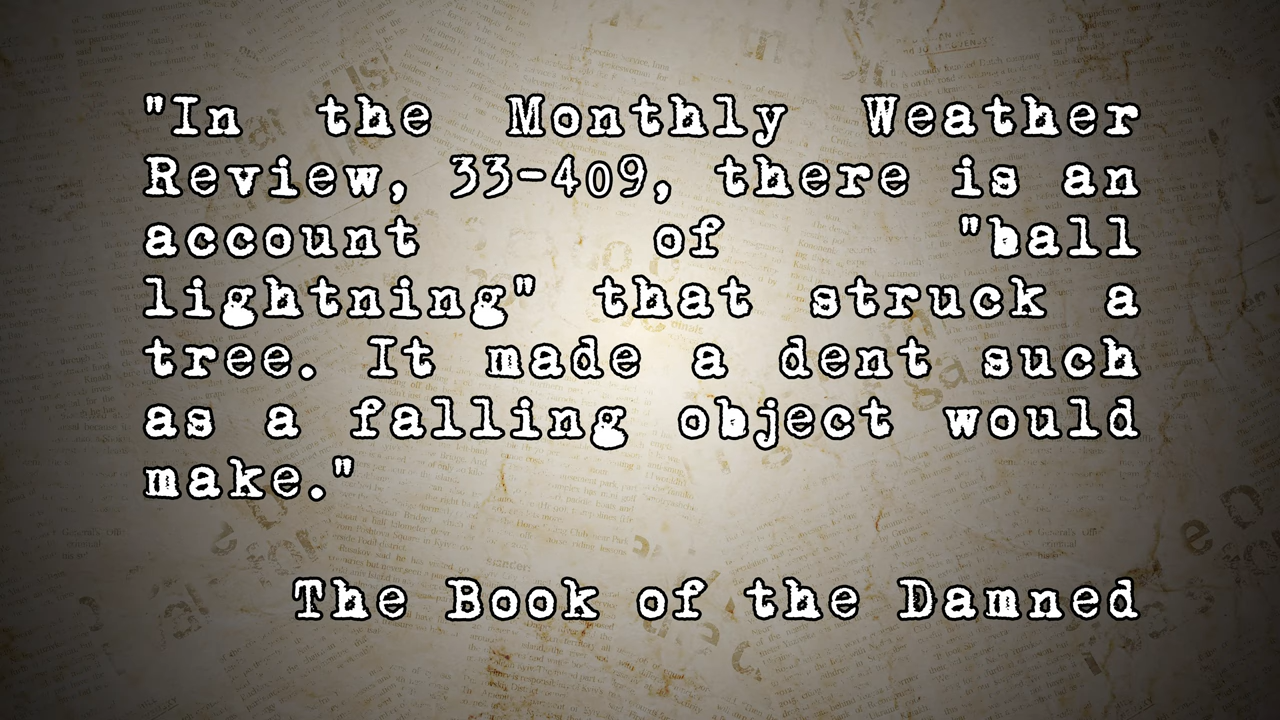 "In the Monthly Weather
Review, 33-409, there is an
account of "ball
lightning" that struck a
tree. It made a dent such
as a falling object would
make."
The Book of the Damned